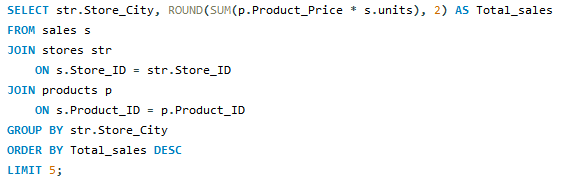 SELECT str.Store_City, ROUND(SUM(p.Product_Price * s.units), 2) AS Total_sales
FROM sales s
JOIN stores str
    ON s.Store_ID = str.Store_ID
JOIN products p
    ON s.Product_ID = p.Product_ID
GROUP BY str.Store_City
ORDER BY Total_sales DESC
LIMIT 5;